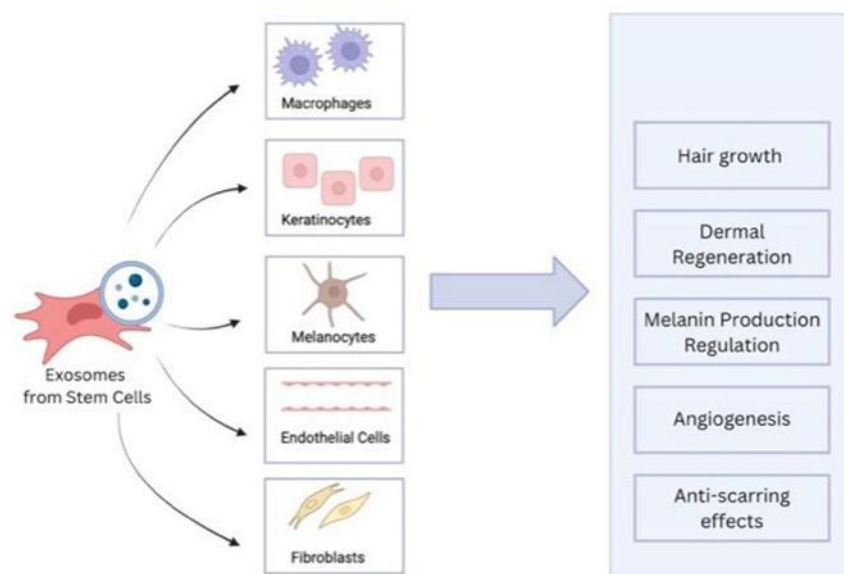 Exosomes
from Stem Cells
Macrophages
Keratinocytes
Melanocytes
Endothelial Cells
Fibroblasts
Hair growth
Dermal
Regeneration
Melanin Production
Regulation
Angiogenesis
Anti-scarring
effects